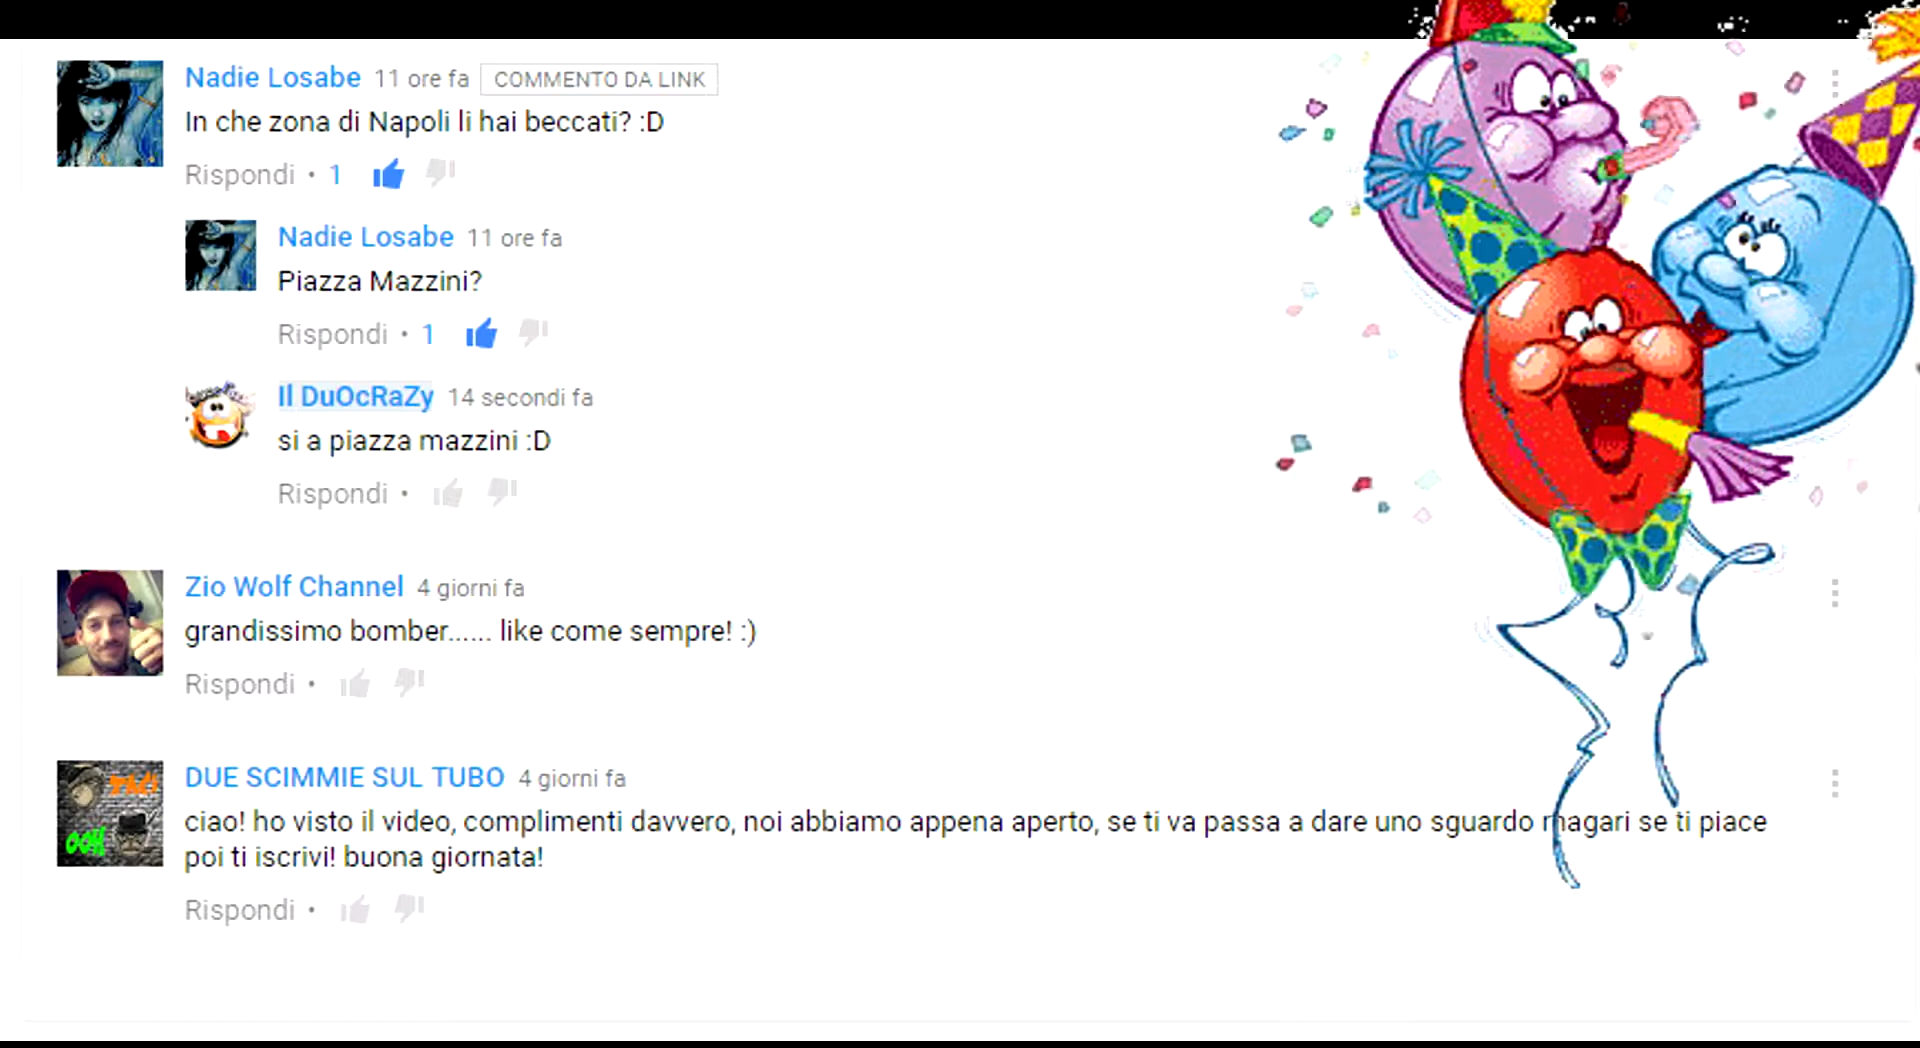 Nadie Losabe 11 ore fa COMMENTO DA LINK
In che zona di Napoli li hai beccati? :D
Rispondi • 1
Nadie Losabe 11 ore fa
Piazza Mazzini?
Rispondi • 1
Il DuOcRaZy 14 secondi fa
si a piazza mazzini :D
Rispondi •
Zio Wolf Channel 4 giorni fa
grandissimo bomber...... like come sempre! :)
Rispondi •
DUE SCIMMIE SUL TUBO 4 giorni fa
ciao! ho visto il video, complimenti davvero, noi abbiamo appena aperto, se ti va passa a dare uno sguardo magari se ti piace
poi ti iscrivi! buona giornata!
Rispondi •